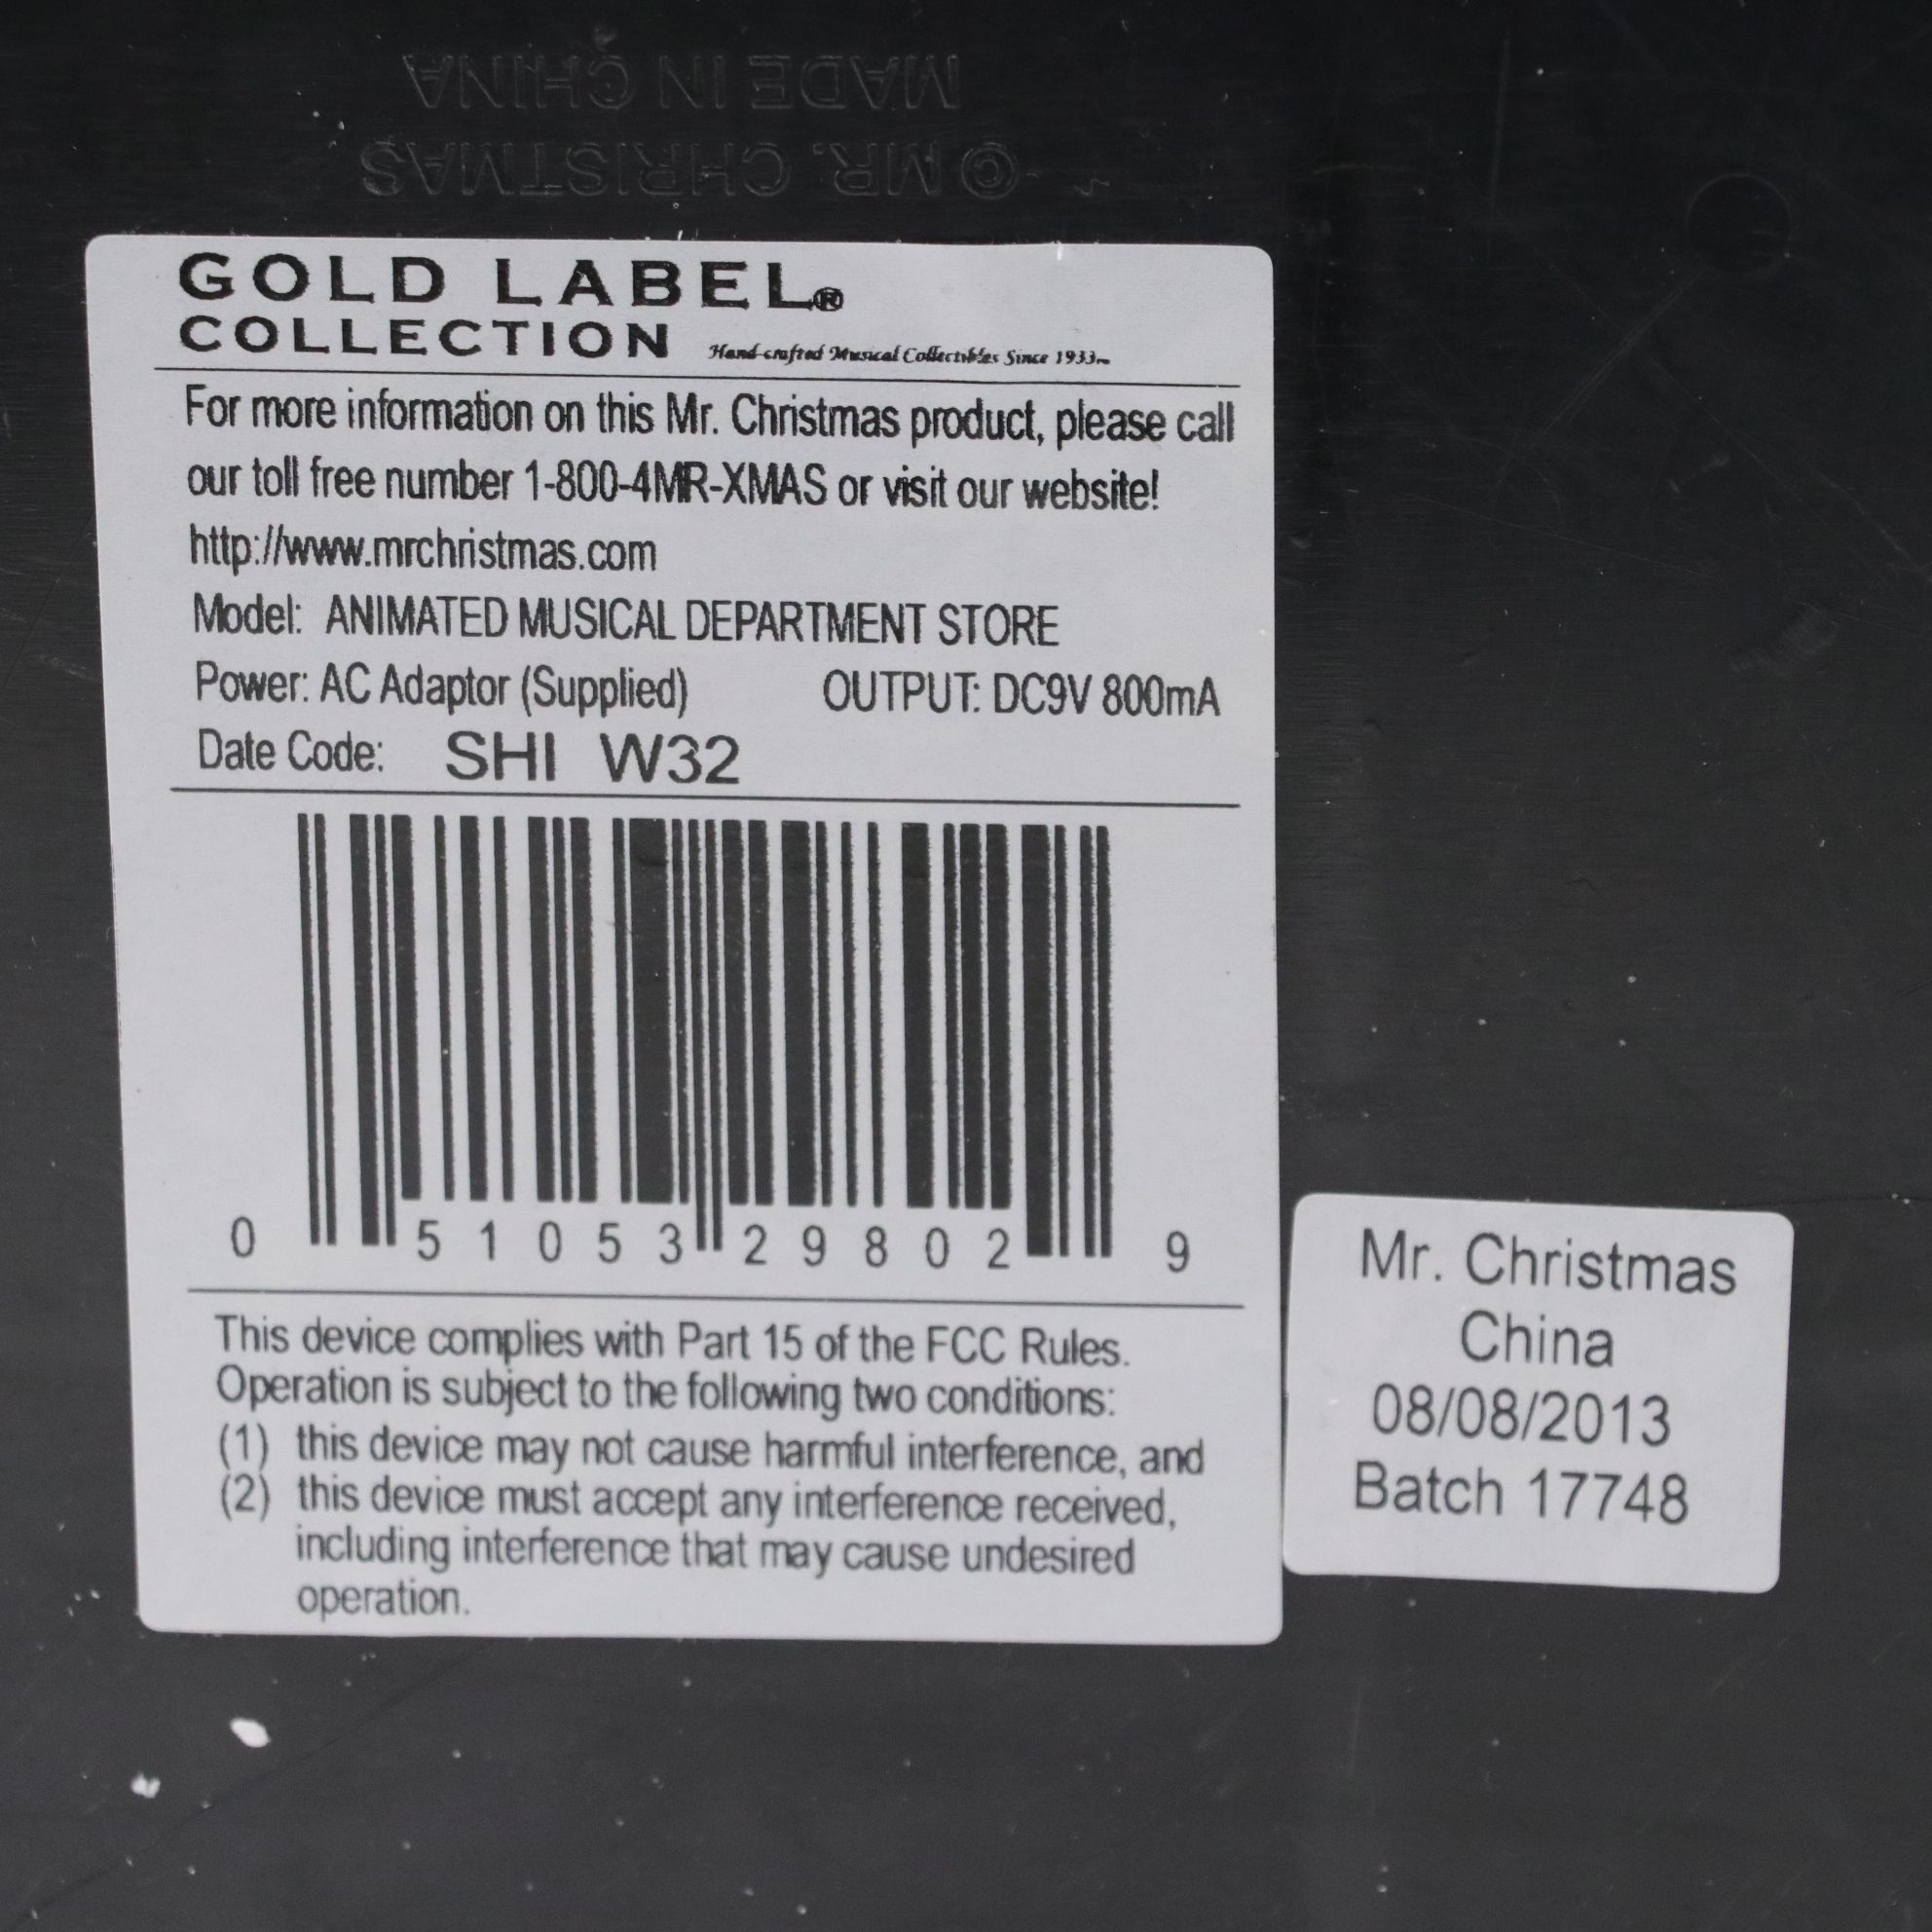 © MR. CHRISTMAS
MADE IN CHINA
GOLD LABEL®
COLLECTION Hand-crafted Musical Collectibles Since 1933™
For more information on this Mr. Christmas product, please call
our toll free number 1-800-4MR-XMAS or visit our website!
http://www.mrchristmas.com
Model: ANIMATED MUSICAL DEPARTMENT STORE
Power: AC Adaptor (Supplied) OUTPUT: DC9V 800mA
Date Code: SHI W32
0 51053 29802 9
This device complies with Part 15 of the FCC Rules.
Operation is subject to the following two conditions:
(1) this device may not cause harmful interference, and
(2) this device must accept any interference received,
including interference that may cause undesired
operation.
Mr. Christmas
China
08/08/2013
Batch 17748